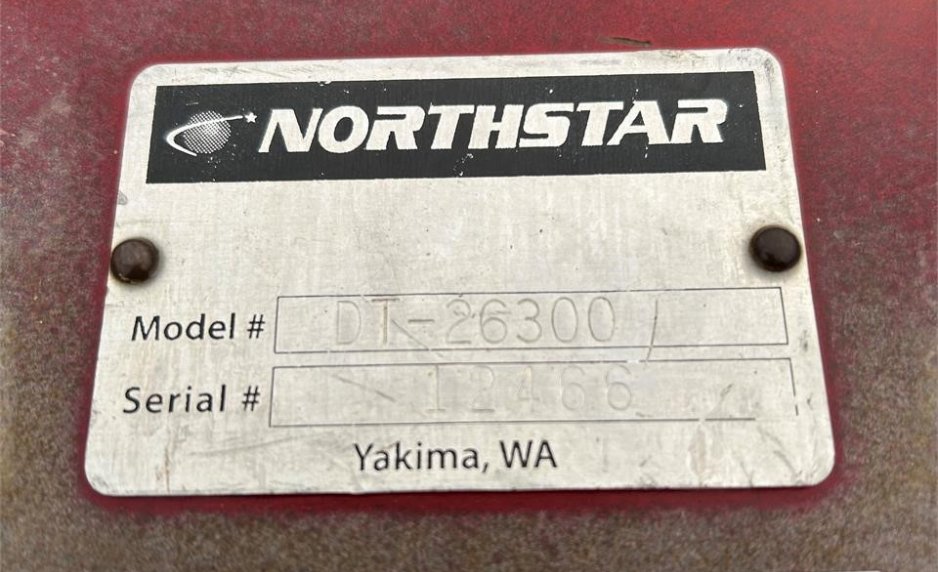 NORTHSTAR
Model # DT-26300
Serial # 12466
Yakima, WA